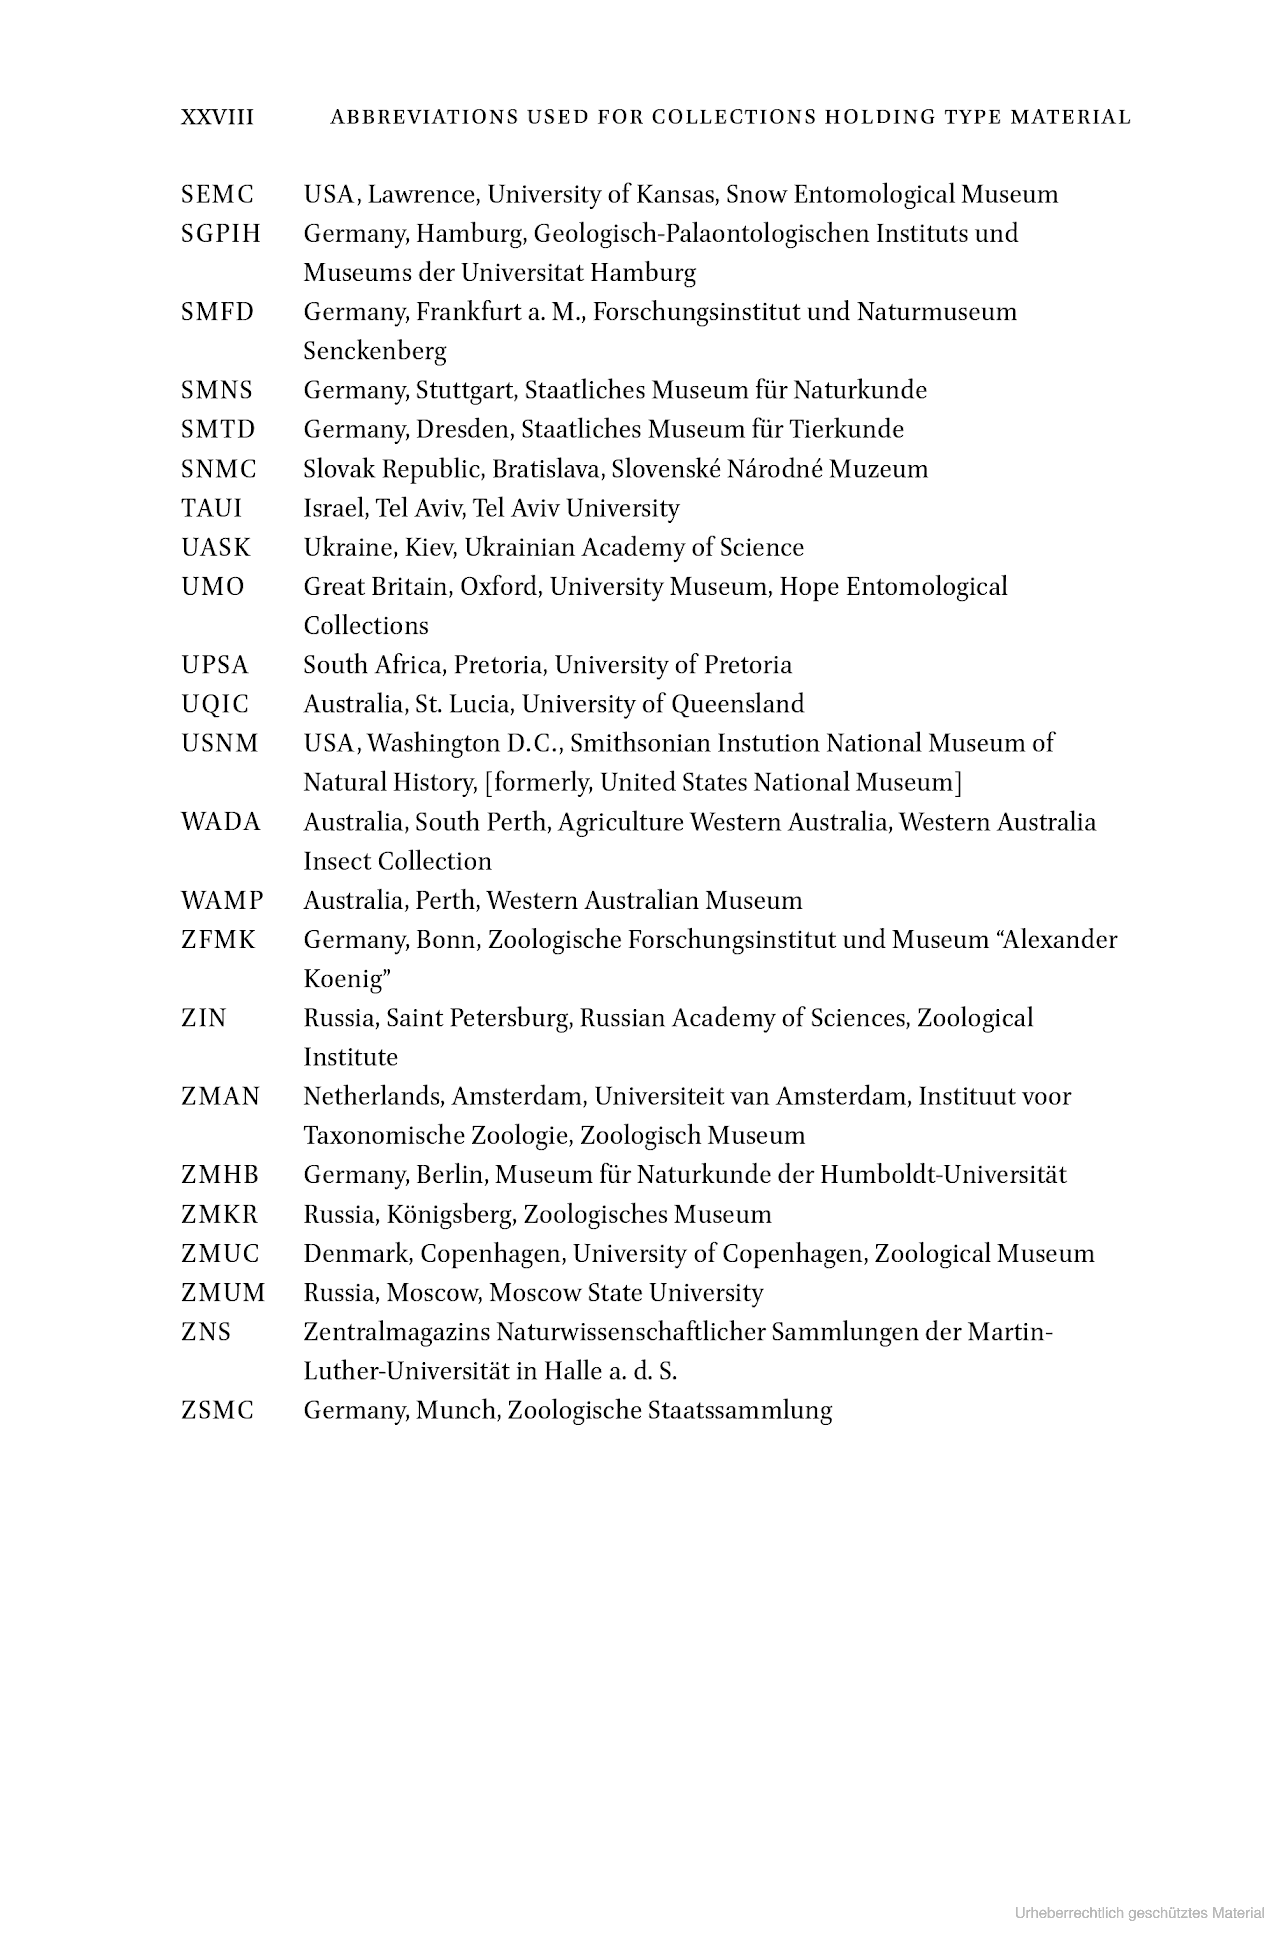 XXVIII ABBREVIATIONS USED FOR COLLECTIONS HOLDING TYPE MATERIAL
SEMC USA, Lawrence, University of Kansas, Snow Entomological Museum
SGPIH Germany, Hamburg, Geologisch-Palaontologischen Instituts und
Museums der Universitat Hamburg
SMFD Germany, Frankfurt a. M., Forschungsinstitut und Naturmuseum
Senckenberg
SMNS Germany, Stuttgart, Staatliches Museum für Naturkunde
SMTD Germany, Dresden, Staatliches Museum für Tierkunde
SNMC Slovak Republic, Bratislava, Slovenské Národné Muzeum
TAUI Israel, Tel Aviv, Tel Aviv University
UASK Ukraine, Kiev, Ukrainian Academy of Science
UMO Great Britain, Oxford, University Museum, Hope Entomological
Collections
UPSA South Africa, Pretoria, University of Pretoria
UQIC Australia, St. Lucia, University of Queensland
USNM USA, Washington D.C., Smithsonian Instution National Museum of
Natural History, [formerly, United States National Museum]
WADA Australia, South Perth, Agriculture Western Australia, Western Australia
Insect Collection
WAMP Australia, Perth, Western Australian Museum
ZFMK Germany, Bonn, Zoologische Forschungsinstitut und Museum “Alexander
Koenig”
ZIN Russia, Saint Petersburg, Russian Academy of Sciences, Zoological
Institute
ZMAN Netherlands, Amsterdam, Universiteit van Amsterdam, Instituut voor
Taxonomische Zoologie, Zoologisch Museum
ZMHB Germany, Berlin, Museum für Naturkunde der Humboldt-Universität
ZMKR Russia, Königsberg, Zoologisches Museum
ZMUC Denmark, Copenhagen, University of Copenhagen, Zoological Museum
ZMUM Russia, Moscow, Moscow State University
ZNS Zentralmagazins Naturwissenschaftlicher Sammlungen der Martin-
Luther-Universität in Halle a. d. S.
ZSMC Germany, Munch, Zoologische Staatssammlung
Urheberrechtlich geschütztes Material